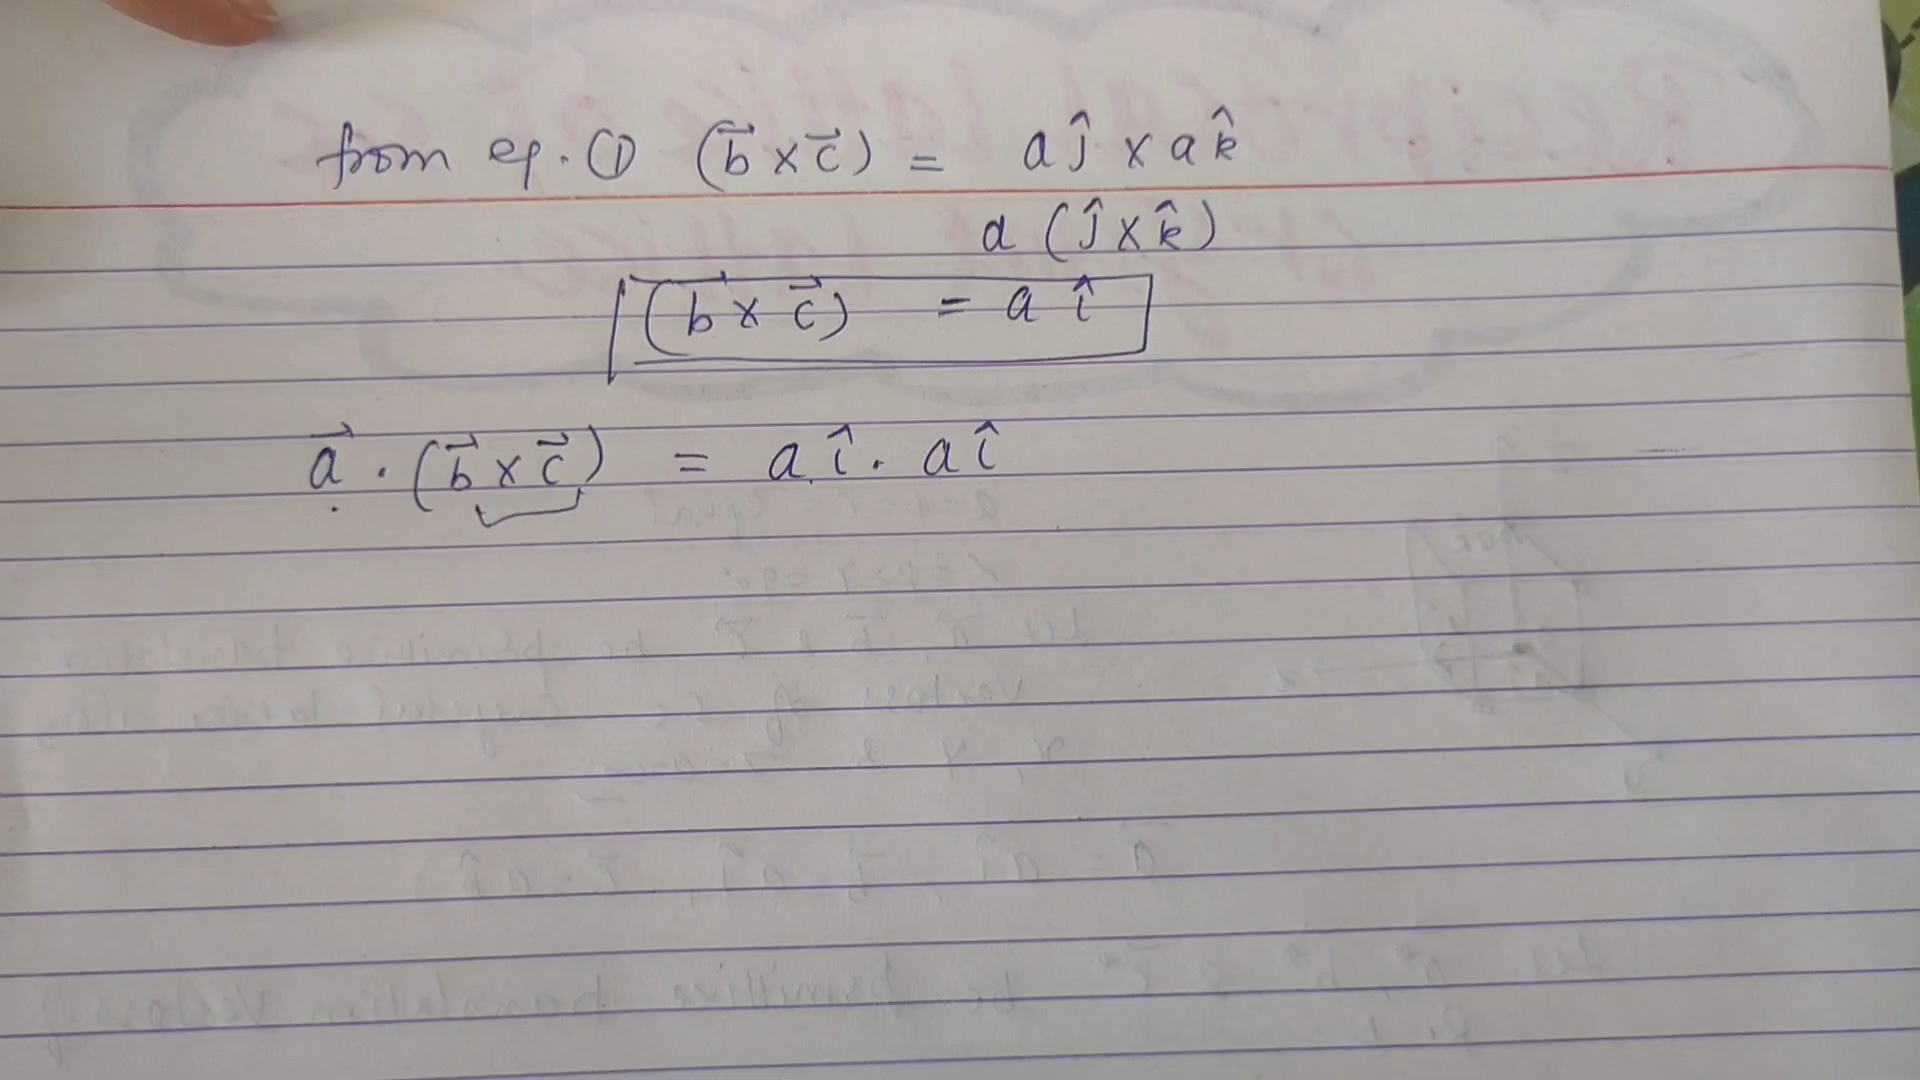 from eq. ① (b⃗ × c⃗) = a ĵ × a k̂
a (ĵ × k̂)
(b⃗ × c⃗) = a î
a⃗ . (b⃗ × c⃗) = a î . a î